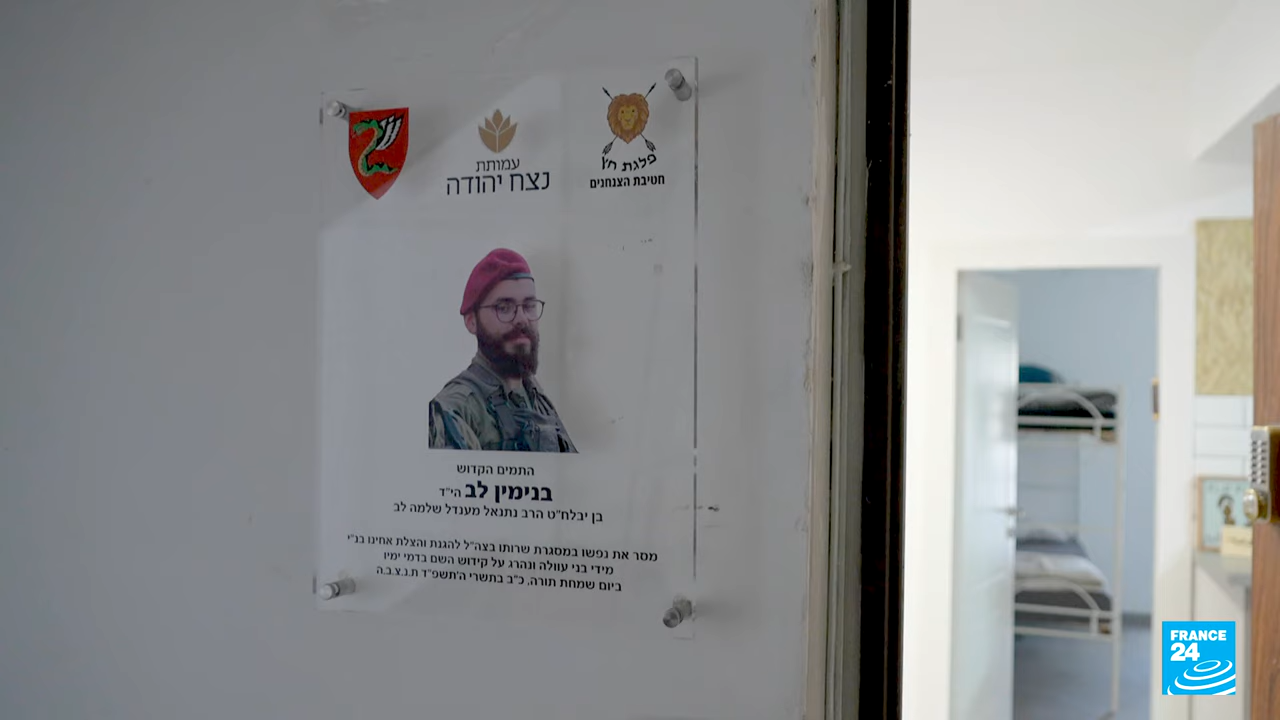 עמותת
נצח יהודה
פלגת חץ
חטיבת הצנחנים
התמים הקדוש
בנימין לב הי"ד
בן יבלח"ט הרב נתנאל מענדל שלמה לב
מסר את נפשו במסגרת שרותו בצה"ל להגנת והצלת אחינו בנ"י
מידי בני עוולה ונהרג על קידוש השם בדמי ימיו
ביום שמחת תורה, כ"ב בתשרי ה'תשפ"ד ת.נ.צ.ב.ה
FRANCE
24